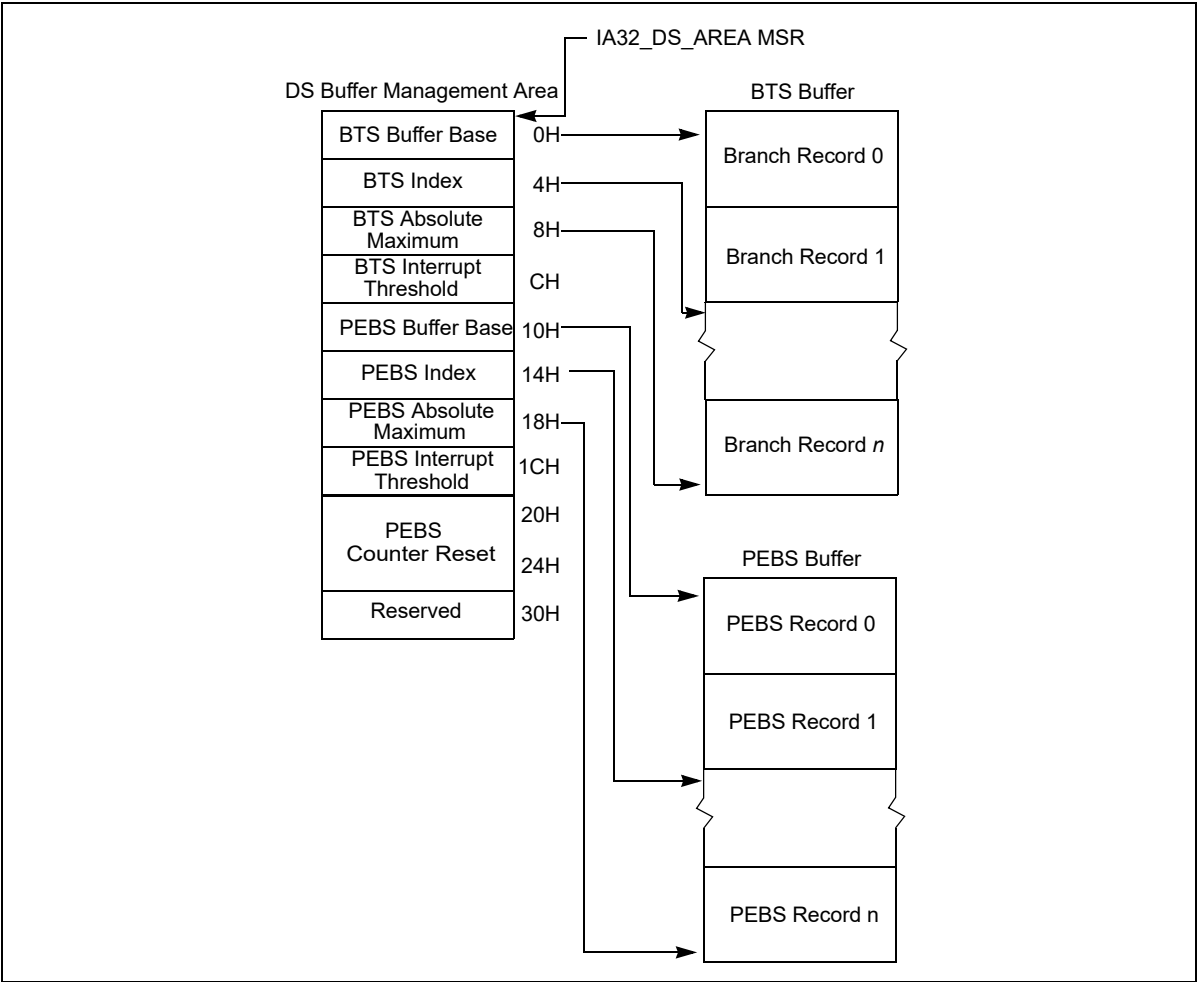 IA32_DS_AREA MSR
DS Buffer Management Area
BTS Buffer Base
0H
BTS Index
4H
BTS Absolute
Maximum
8H
BTS Interrupt
Threshold
CH
PEBS Buffer Base
10H
PEBS Index
14H
PEBS Absolute
Maximum
18H
PEBS Interrupt
Threshold
1CH
PEBS
Counter Reset
20H
24H
Reserved
30H
BTS Buffer
Branch Record 0
Branch Record 1
Branch Record n
PEBS Buffer
PEBS Record 0
PEBS Record 1
PEBS Record n